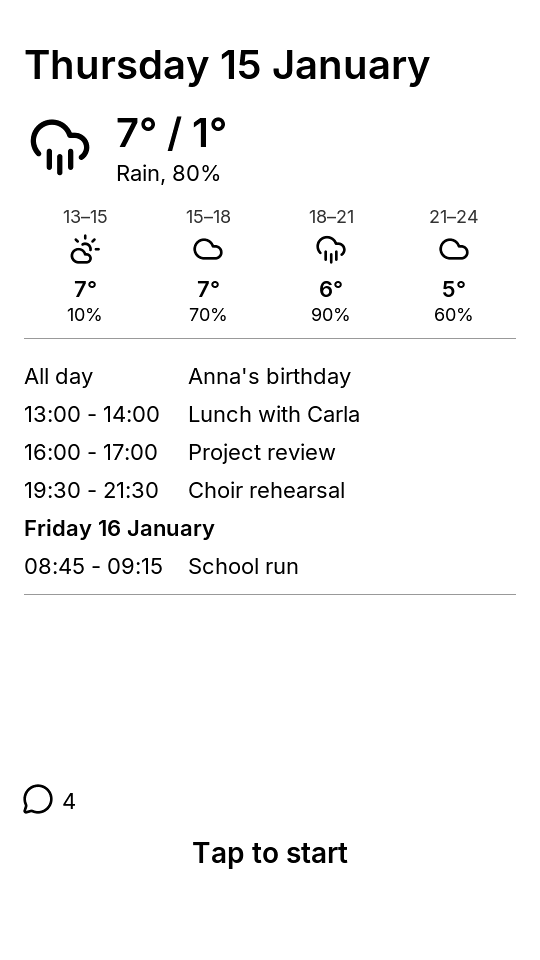 Thursday 15 January
7° / 1°
Rain, 80%
13–15 15–18 18–21 21–24
7° 7° 6° 5°
10% 70% 90% 60%
All day Anna's birthday
13:00 - 14:00 Lunch with Carla
16:00 - 17:00 Project review
19:30 - 21:30 Choir rehearsal
Friday 16 January
08:45 - 09:15 School run
4
Tap to start